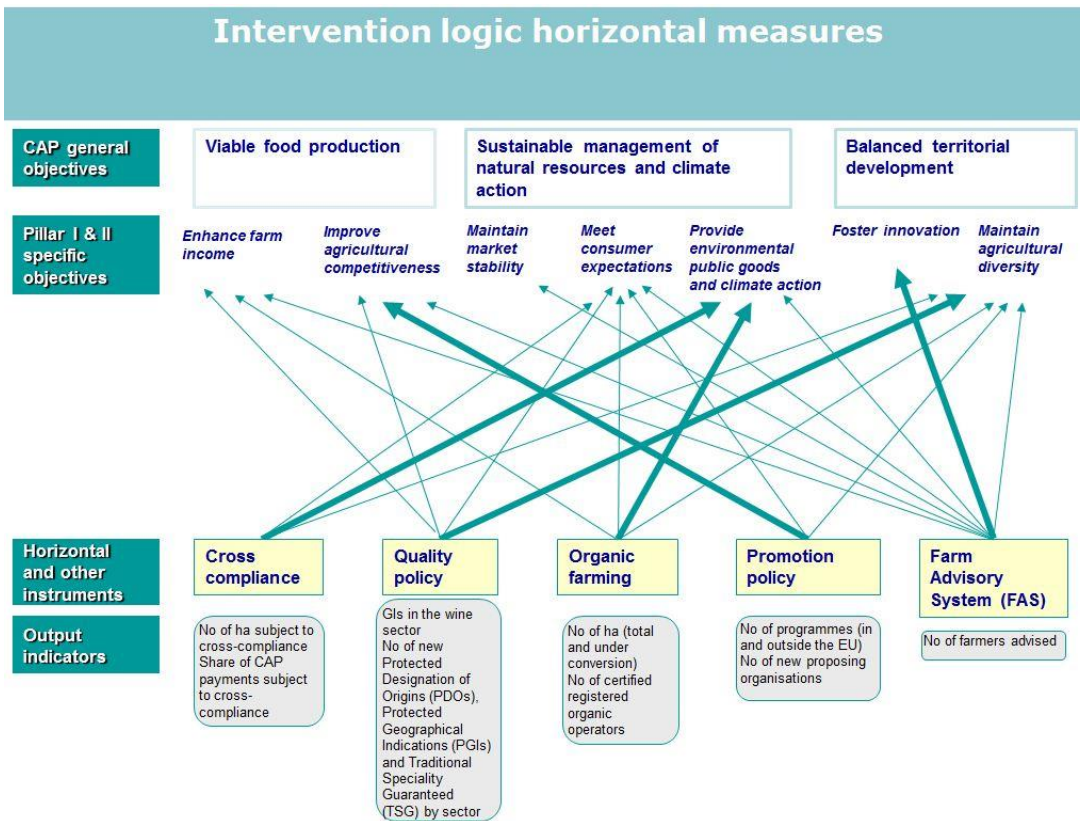 Intervention logic horizontal measures
CAP general
objectives
Viable food production
Sustainable management of
natural resources and climate
action
Balanced territorial
development
Pillar I & II
specific
objectives
Enhance farm
income
Improve
agricultural
competitiveness
Maintain
market
stability
Meet
consumer
expectations
Provide
environmental
public goods
and climate action
Foster innovation
Maintain
agricultural
diversity
Horizontal
and other
instruments
Cross
compliance
Quality
policy
Organic
farming
Promotion
policy
Farm
Advisory
System (FAS)
Output
indicators
No of ha subject to
cross-compliance
Share of CAP
payments subject
to cross-
compliance
GIs in the wine
sector
No of new
Protected
Designation of
Origins (PDOs),
Protected
Geographical
Indications (PGIs)
and Traditional
Speciality
Guaranteed
(TSG) by sector
No of ha (total
and under
conversion)
No of certified
registered
organic
operators
No of programmes (in
and outside the EU)
No of new proposing
organisations
No of farmers advised